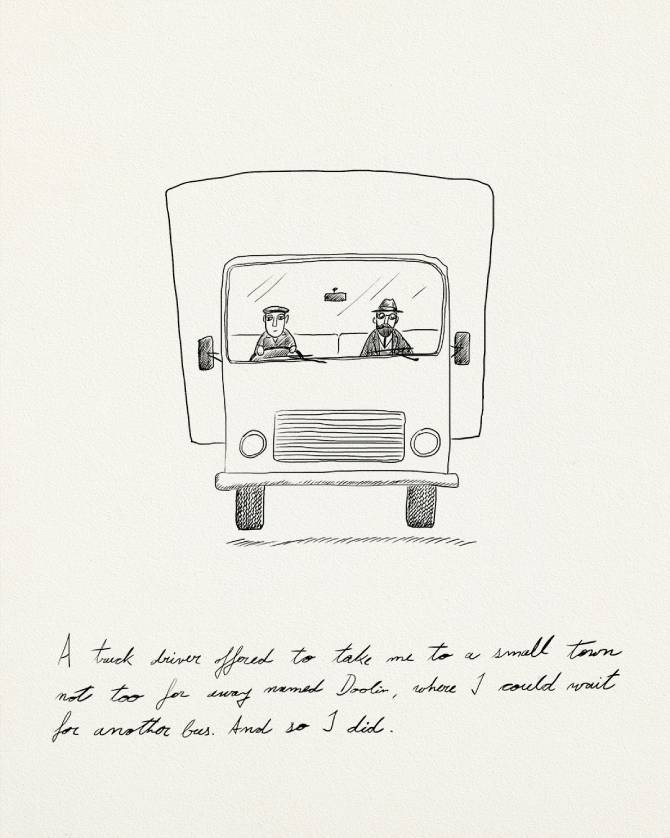 A truck driver offered to take me to a small town
not too far away named Doolin, where I could wait
for another bus. And so I did.